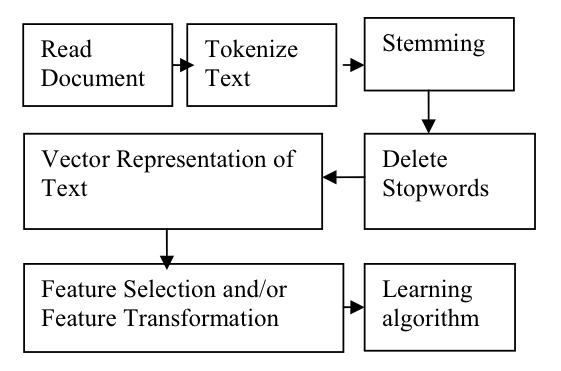 Read
Document
Tokenize
Text
Stemming
Vector Representation of
Text
Delete
Stopwords
Feature Selection and/or
Feature Transformation
Learning
algorithm